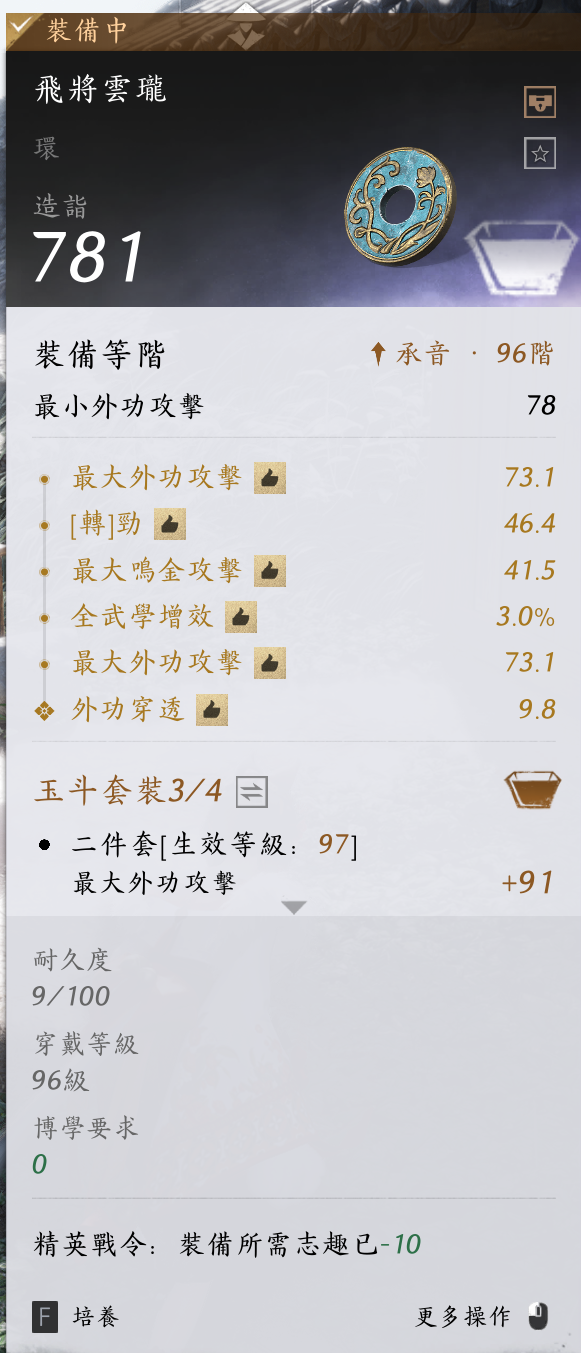 裝備中
飛將雲瓏
環
造詣
781
裝備等階 承音 · 96階
最小外功攻擊 78
最大外功攻擊 73.1
[轉]勁 46.4
最大鳴金攻擊 41.5
全武學增效 3.0%
最大外功攻擊 73.1
外功穿透 9.8
玉斗套裝3/4
二件套[生效等級：97]
最大外功攻擊 +91
耐久度
9/100
穿戴等級
96級
博學要求
0
精英戰令：裝備所需志趣已-10
F 培養 更多操作